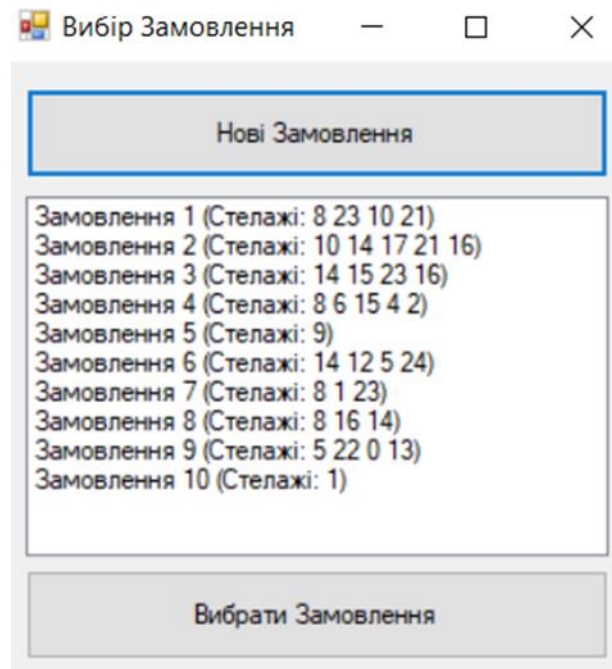 Вибір Замовлення
Нові Замовлення
Замовлення 1 (Стелажі: 8 23 10 21)
Замовлення 2 (Стелажі: 10 14 17 21 16)
Замовлення 3 (Стелажі: 14 15 23 16)
Замовлення 4 (Стелажі: 8 6 15 4 2)
Замовлення 5 (Стелажі: 9)
Замовлення 6 (Стелажі: 14 12 5 24)
Замовлення 7 (Стелажі: 8 1 23)
Замовлення 8 (Стелажі: 8 16 14)
Замовлення 9 (Стелажі: 5 22 0 13)
Замовлення 10 (Стелажі: 1)
Вибрати Замовлення